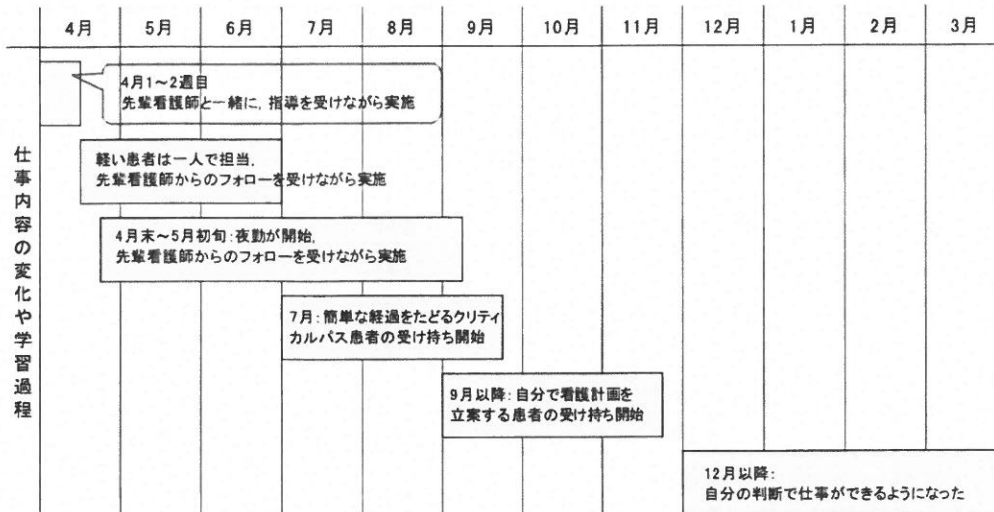 4月 5月 6月 7月 8月 9月 10月 11月 12月 1月 2月 3月
仕事内容の変化や学習過程
4月1～2週目
先輩看護師と一緒に, 指導を受けながら実施
軽い患者は一人で担当,
先輩看護師からのフォローを受けながら実施
4月末～5月初旬:夜勤が開始,
先輩看護師からのフォローを受けながら実施
7月:簡単な経過をたどるクリティ
カルパス患者の受け持ち開始
9月以降:自分で看護計画を
立案する患者の受け持ち開始
12月以降:
自分の判断で仕事ができるようになった